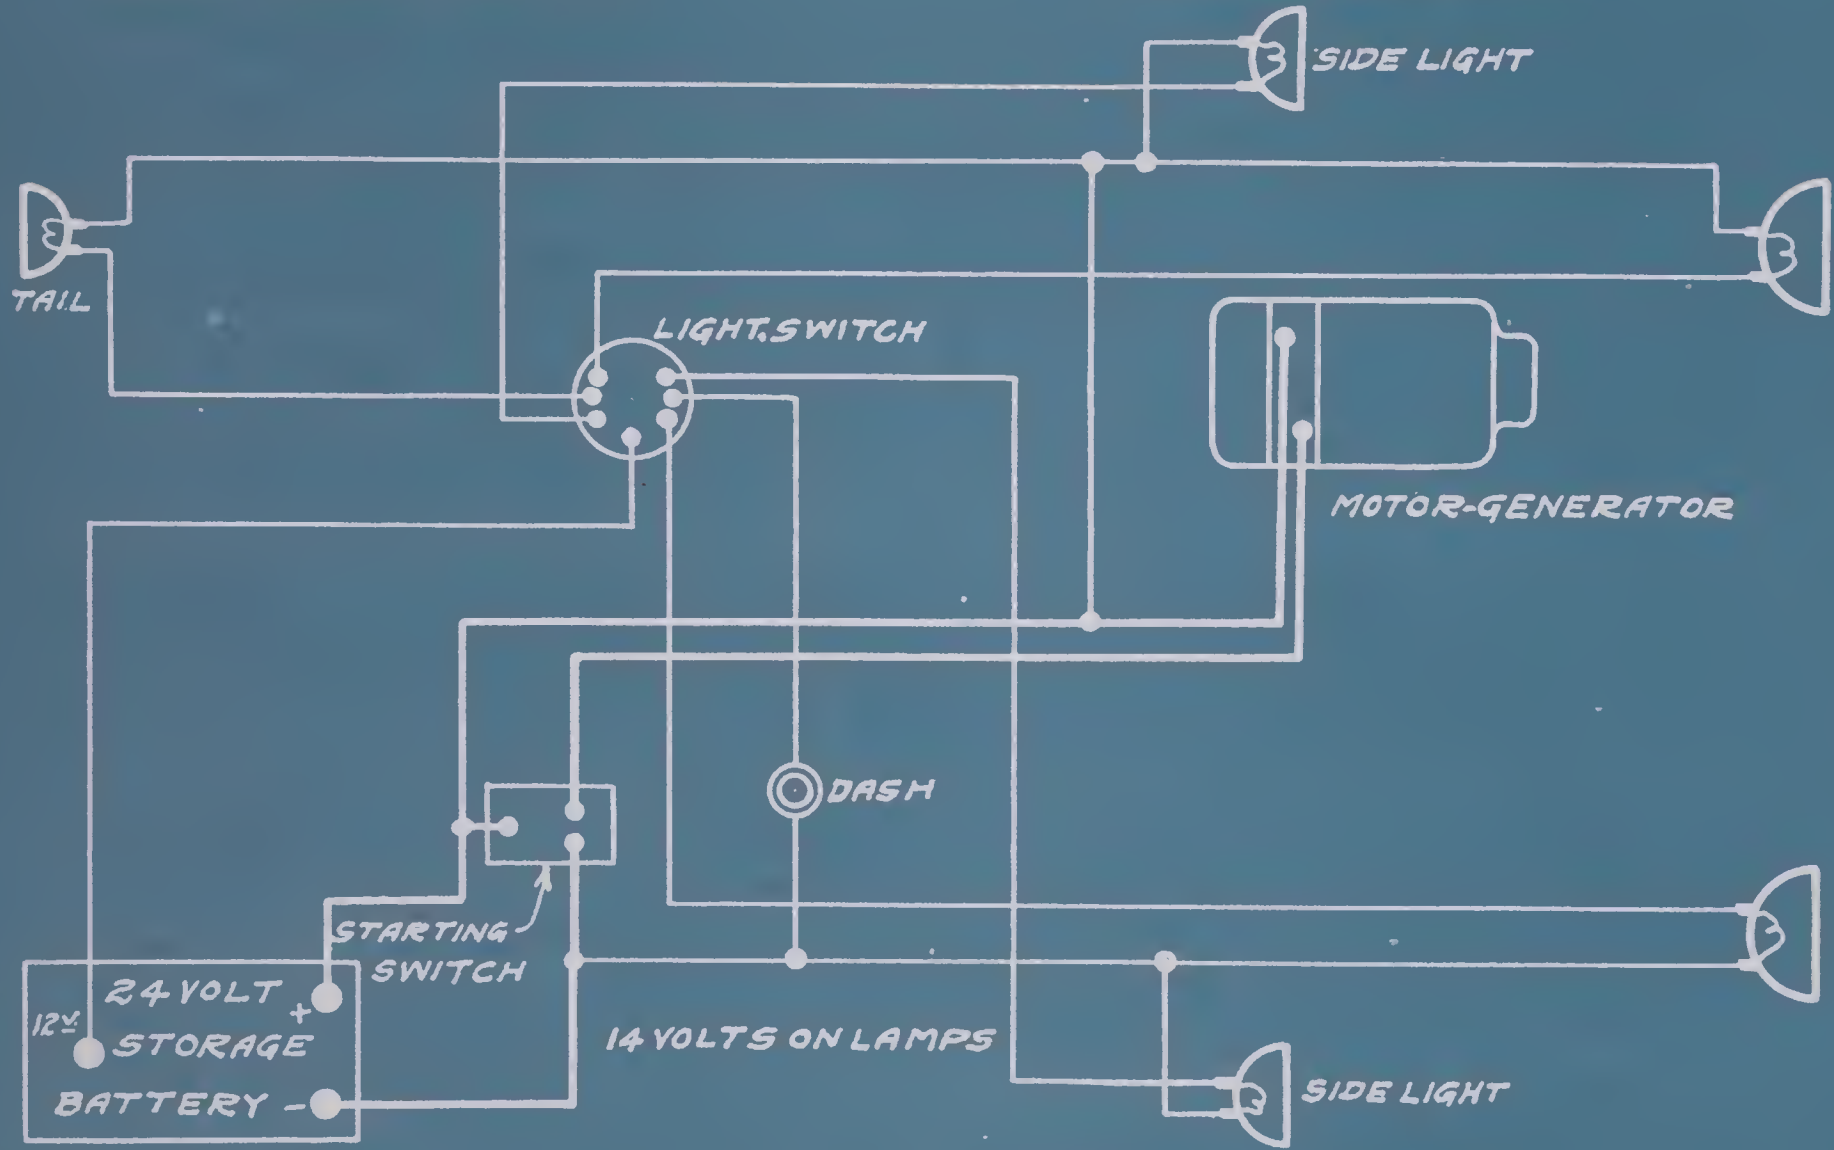 SIDE LIGHT
TAIL
LIGHT SWITCH
MOTOR-GENERATOR
DASH
STARTING
SWITCH
24 VOLT +
12V.
STORAGE
BATTERY -
14 VOLTS ON LAMPS
SIDE LIGHT